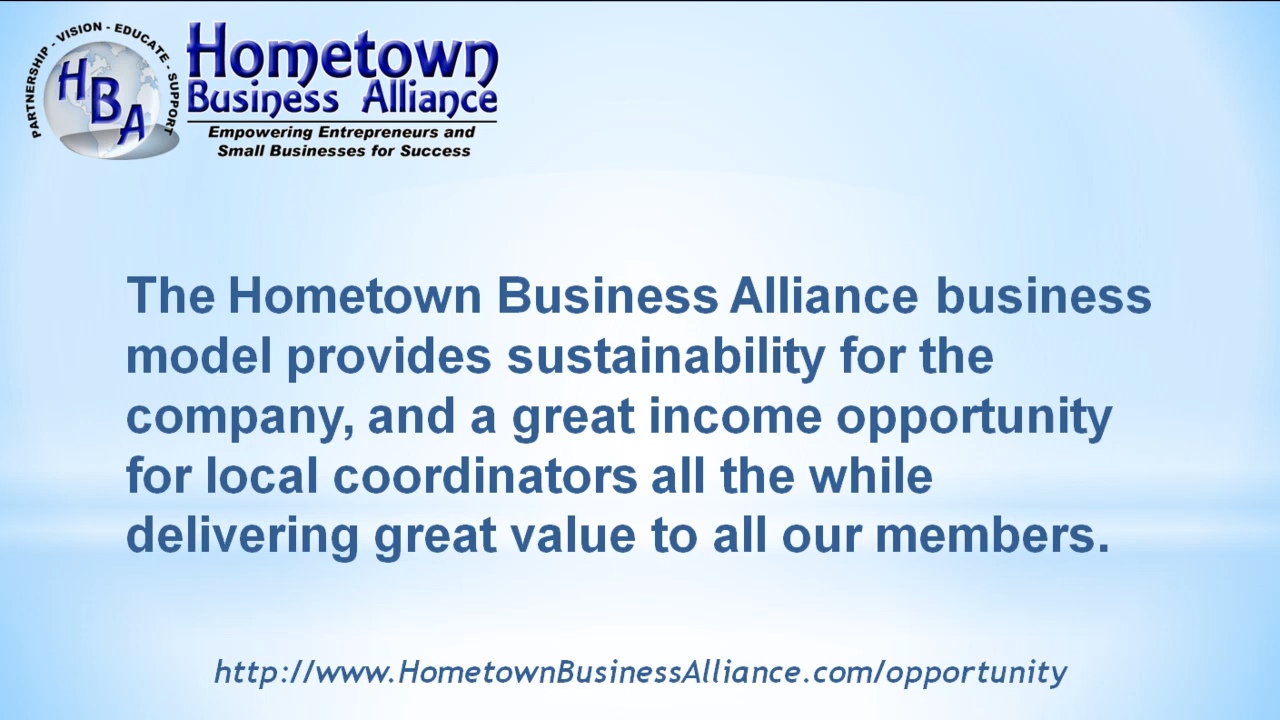 PARTNERSHIP - VISION - EDUCATE - SUPPORT
HBA
Hometown
Business Alliance
Empowering Entrepreneurs and
Small Businesses for Success
The Hometown Business Alliance business
model provides sustainability for the
company, and a great income opportunity
for local coordinators all the while
delivering great value to all our members.
http://www.HometownBusinessAlliance.com/opportunity